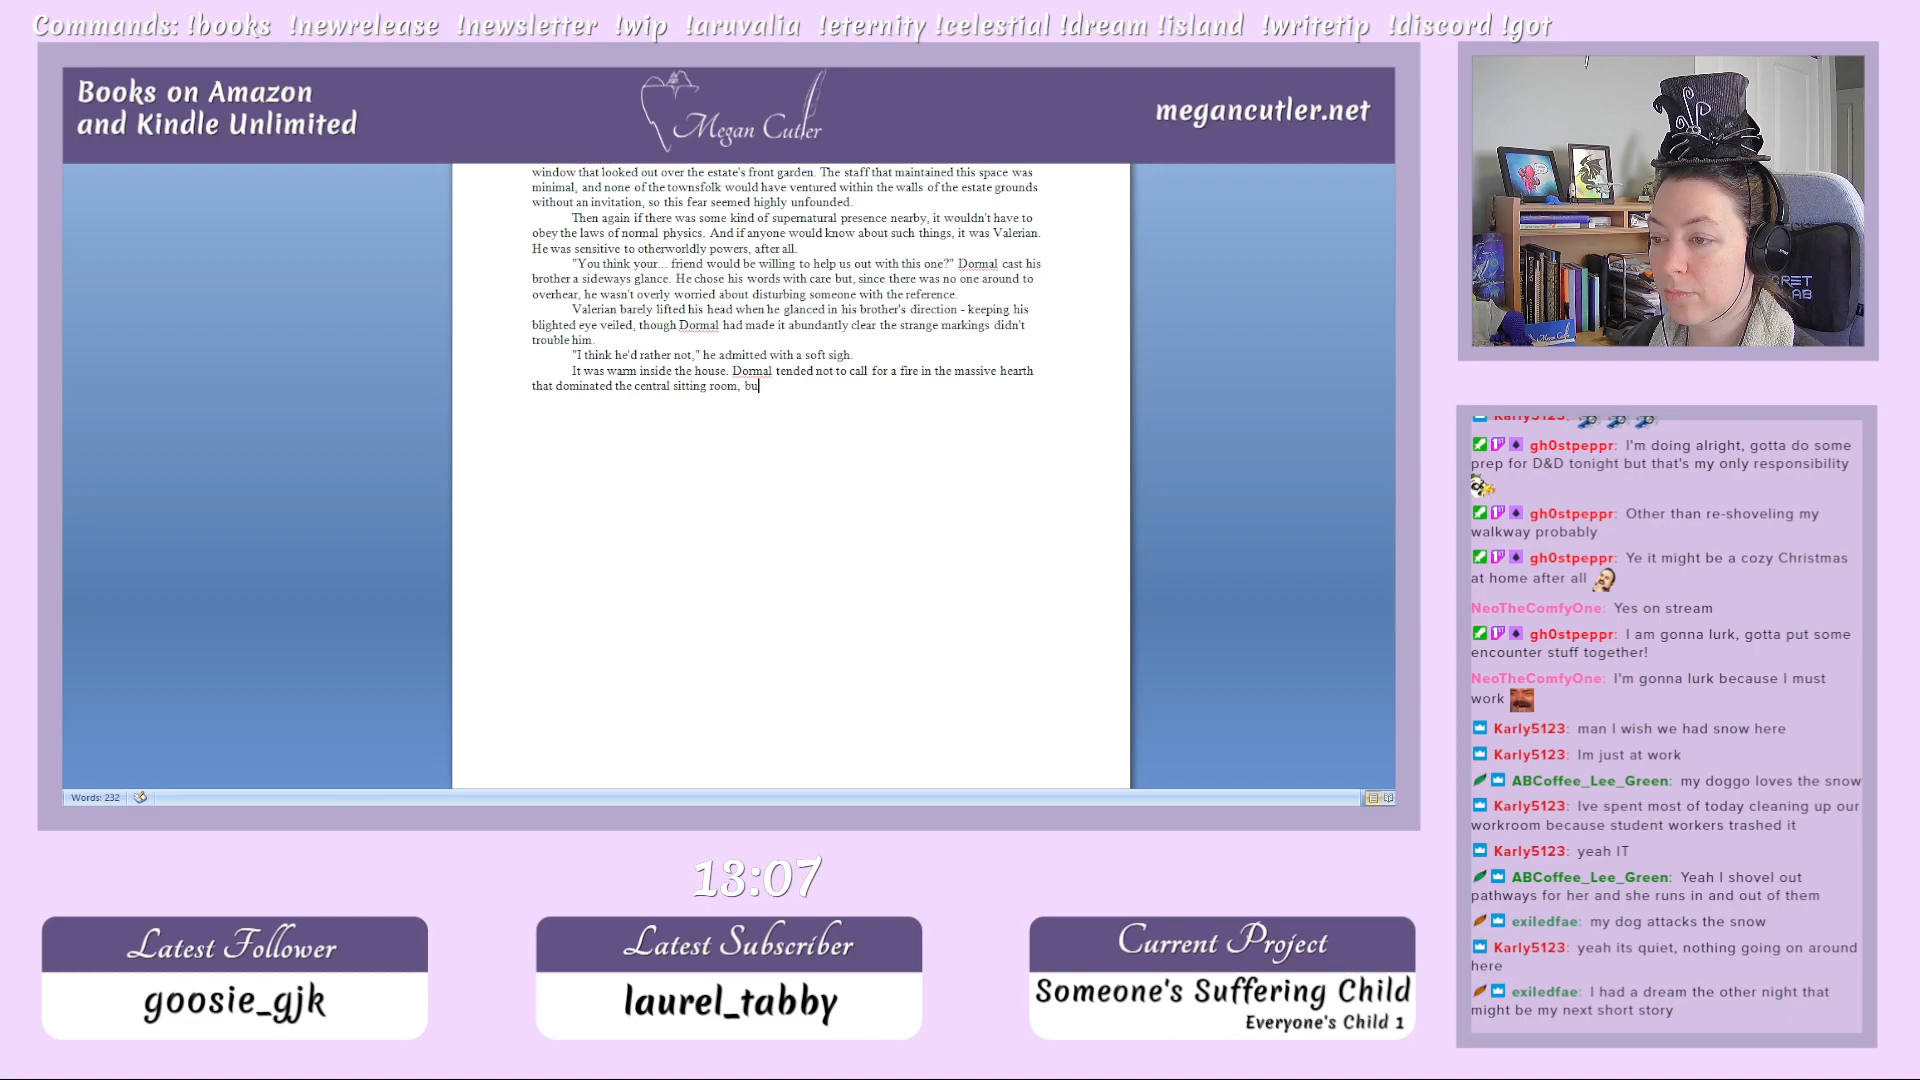 Commands: !books !newrelease !newsletter !wip !aruvalia !eternity !celestial !dream !island !writetip !discord !got
Books on Amazon
and Kindle Unlimited
Megan Cutler
megancutler.net
window that looked out over the estate's front garden. The staff that maintained this space was
minimal, and none of the townsfolk would have ventured within the walls of the estate grounds
without an invitation, so this fear seemed highly unfounded.
Then again if there was some kind of supernatural presence nearby, it wouldn't have to
obey the laws of normal physics. And if anyone would know about such things, it was Valerian.
He was sensitive to otherworldly powers, after all.
"You think your... friend would be willing to help us out with this one?" Dormal cast his
brother a sideways glance. He chose his words with care but, since there was no one around to
overhear, he wasn't overly worried about disturbing someone with the reference.
Valerian barely lifted his head when he glanced in his brother's direction - keeping his
blighted eye veiled, though Dormal had made it abundantly clear the strange markings didn't
trouble him.
"I think he'd rather not," he admitted with a soft sigh.
It was warm inside the house. Dormal tended not to call for a fire in the massive hearth
that dominated the central sitting room, bu
Words: 232
13:07
Latest Follower
goosie_gjk
Latest Subscriber
laurel_tabby
Current Project
Someone's Suffering Child
Everyone's Child 1
Karly5123:
gh0stpeppr: I'm doing alright, gotta do some
prep for D&D tonight but that's my only responsibility
gh0stpeppr: Other than re-shoveling my
walkway probably
gh0stpeppr: Ye it might be a cozy Christmas
at home after all
NeoTheComfyOne: Yes on stream
gh0stpeppr: I am gonna lurk, gotta put some
encounter stuff together!
NeoTheComfyOne: I'm gonna lurk because I must
work
Karly5123: man I wish we had snow here
Karly5123: Im just at work
ABCoffee_Lee_Green: my doggo loves the snow
Karly5123: Ive spent most of today cleaning up our
workroom because student workers trashed it
Karly5123: yeah IT
ABCoffee_Lee_Green: Yeah I shovel out
pathways for her and she runs in and out of them
exiledfae: my dog attacks the snow
Karly5123: yeah its quiet, nothing going on around
here
exiledfae: I had a dream the other night that
might be my next short story